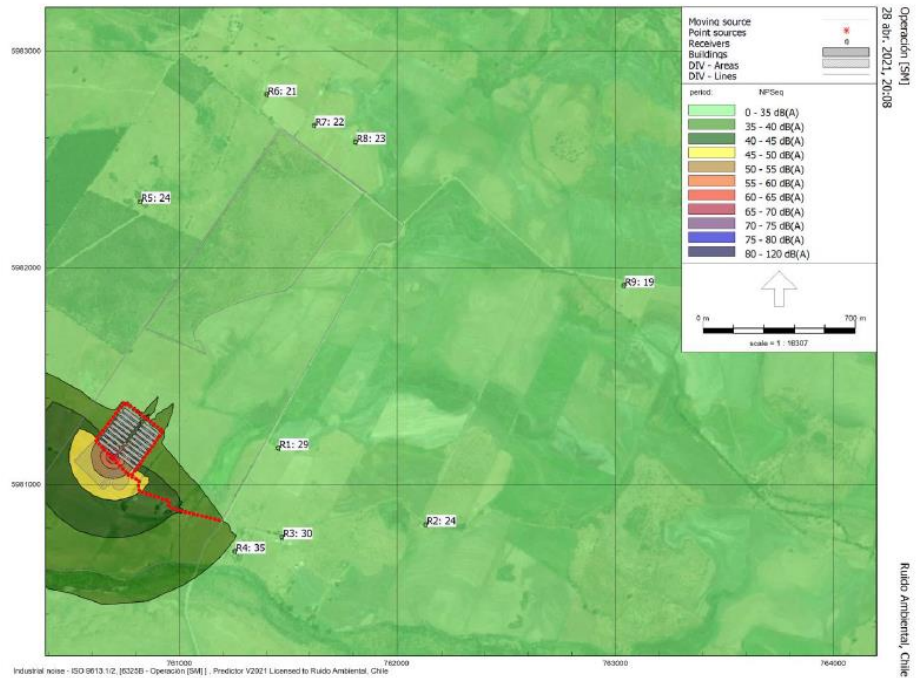 Operación [SM]
28 abr. 2021, 20:08
Moving source
Point sources
Receivers
Buildings
DIV - Areas
DIV - Lines
period: NPSeq
0 - 35 dB(A)
35 - 40 dB(A)
40 - 45 dB(A)
45 - 50 dB(A)
50 - 55 dB(A)
55 - 60 dB(A)
60 - 65 dB(A)
65 - 70 dB(A)
70 - 75 dB(A)
75 - 80 dB(A)
80 - 120 dB(A)
0 m 700 m
scale = 1 : 16307
5983000
R6: 21
R7: 22
R8: 23
R5: 24
5982000
R9: 19
R1: 29
5981000
R2: 24
R3: 30
R4: 35
761000 762000 763000 764000
Industrial noise - ISO 9613.1/2, [6325B - Operación [SM] ] , Predictor V2021 Licensed to Ruido Ambiental, Chile
Ruido Ambiental, Chile